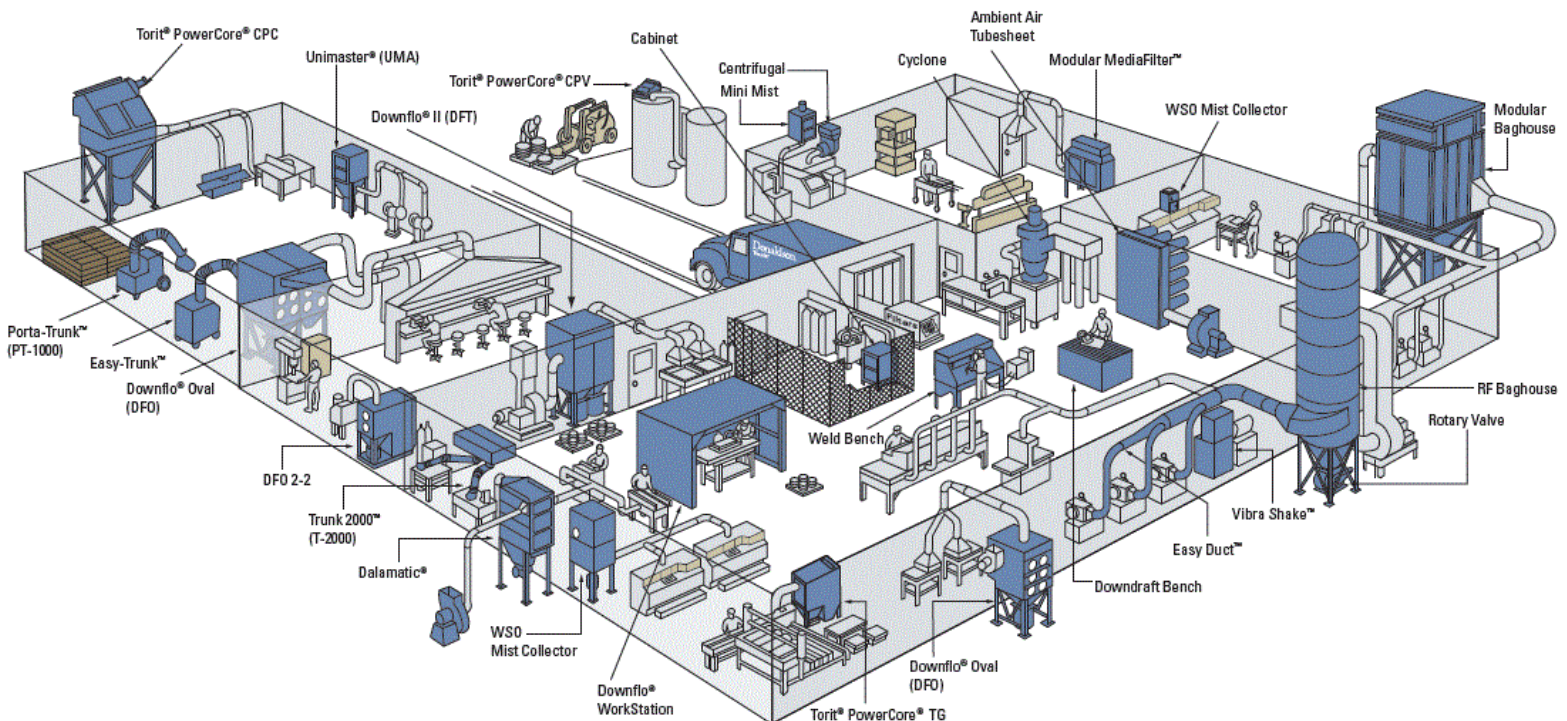 Torit® PowerCore® CPC
Unimaster® (UMA)
Torit® PowerCore® CPV
Downflo® II (DFT)
Cabinet
Centrifugal
Mini Mist
Cyclone
Ambient Air
Tubesheet
Modular MediaFilter™
WSO Mist Collector
Modular
Baghouse
Donaldson
Filcare
Porta-Trunk™
(PT-1000)
Easy-Trunk™
Downflo® Oval
(DFO)
DFO 2-2
Trunk 2000™
(T-2000)
Dalamatic®
WSO
Mist Collector
Downflo®
WorkStation
Torit® PowerCore® TG
Downflo® Oval
(DFO)
Weld Bench
Downdraft Bench
Easy Duct™
Vibra Shake™
Rotary Valve
RF Baghouse